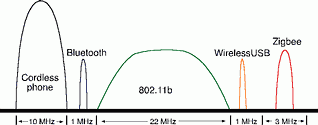 Zigbee
Bluetooth
WirelessUSB
Cordless
phone
802.11b
10 MHz
1 MHz
22 MHz
1 MHz
3 MHz